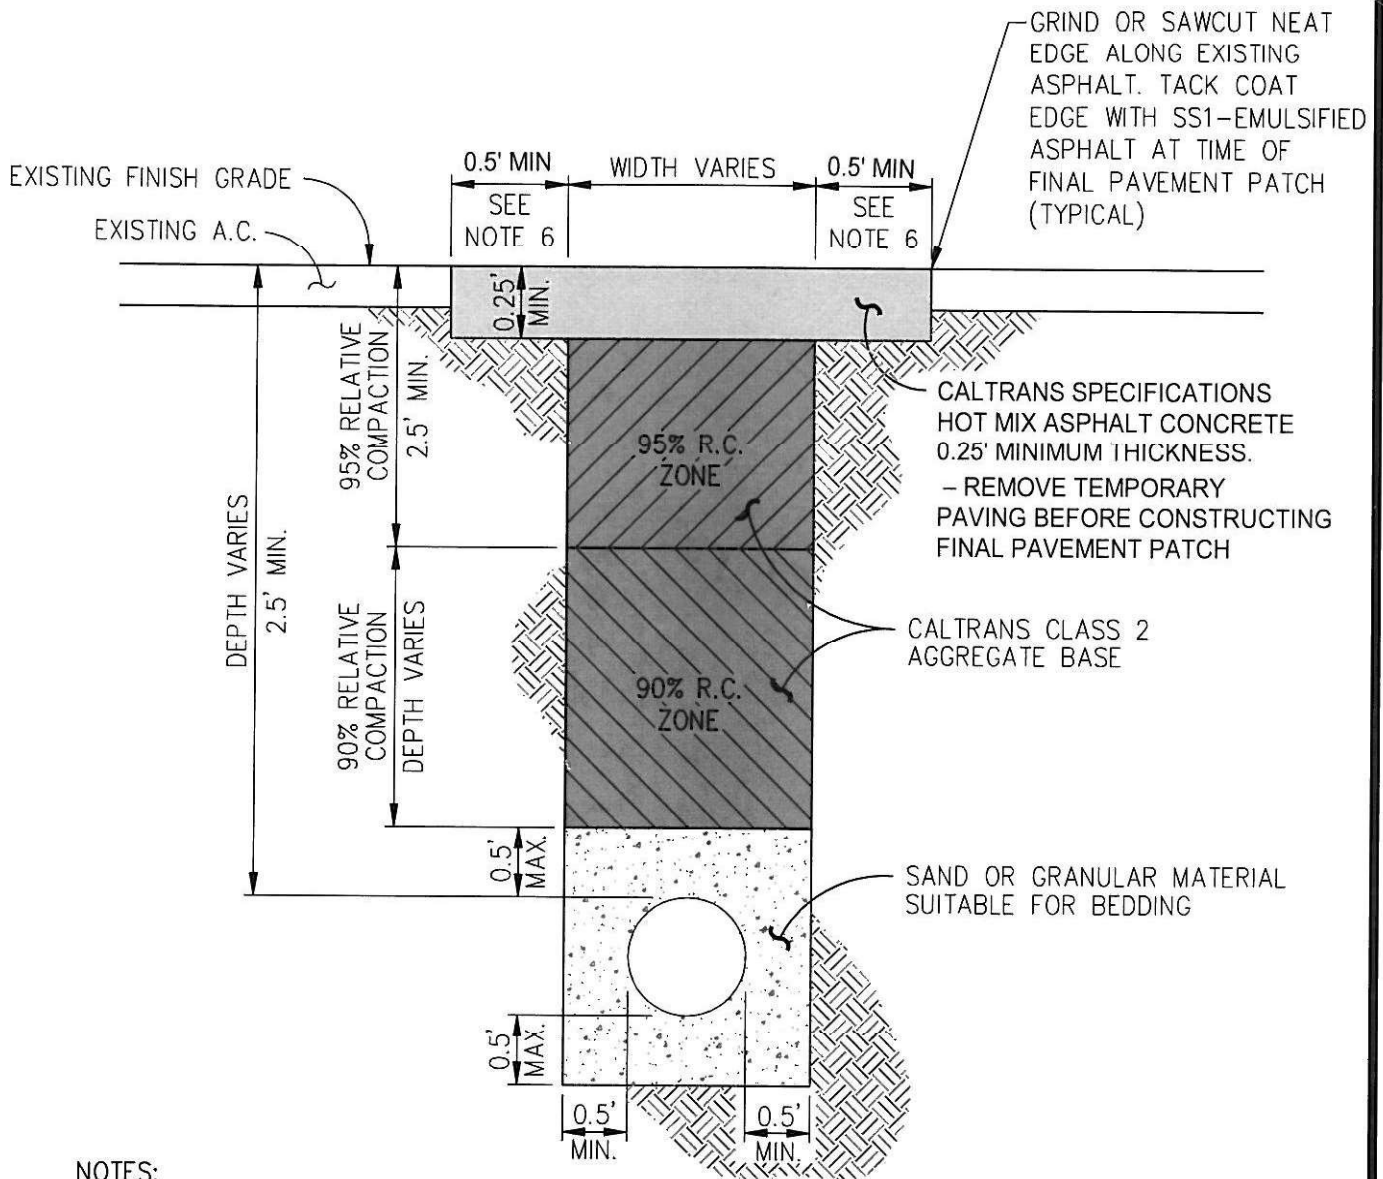 GRIND OR SAWCUT NEAT
EDGE ALONG EXISTING
ASPHALT. TACK COAT
EDGE WITH SS1-EMULSIFIED
ASPHALT AT TIME OF
FINAL PAVEMENT PATCH
(TYPICAL)
0.5' MIN
SEE
NOTE 6
WIDTH VARIES
0.5' MIN
SEE
NOTE 6
EXISTING FINISH GRADE
EXISTING A.C.
0.25'
MIN.
95% RELATIVE
COMPACTION
2.5' MIN.
95% R.C.
ZONE
CALTRANS SPECIFICATIONS
HOT MIX ASPHALT CONCRETE
0.25' MINIMUM THICKNESS.
– REMOVE TEMPORARY
PAVING BEFORE CONSTRUCTING
FINAL PAVEMENT PATCH
DEPTH VARIES
2.5' MIN.
90% RELATIVE
COMPACTION
DEPTH VARIES
90% R.C.
ZONE
CALTRANS CLASS 2
AGGREGATE BASE
0.5'
MAX.
SAND OR GRANULAR MATERIAL
SUITABLE FOR BEDDING
0.5'
MAX.
0.5'
MIN.
0.5'
MIN.
NOTES: